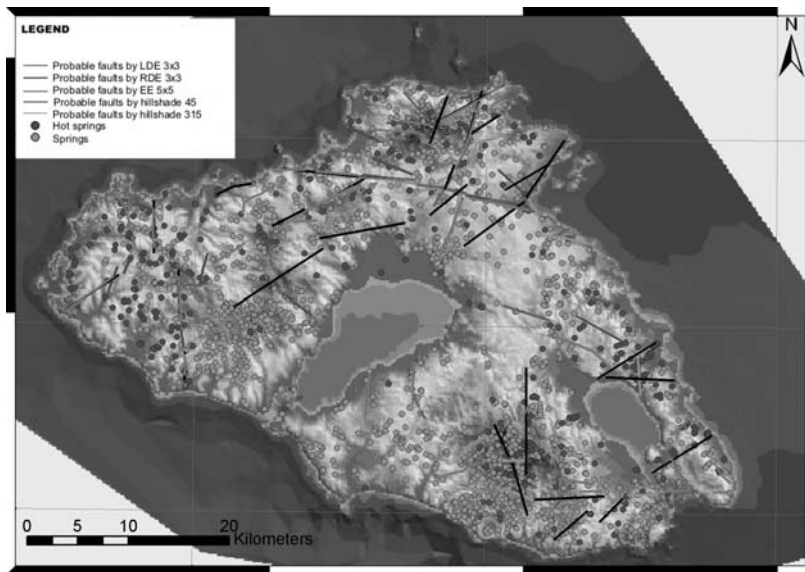 LEGEND
Probable faults by LDE 3x3
Probable faults by RDE 3x3
Probable faults by EE 5x5
Probable faults by hillshade 45
Probable faults by hillshade 315
Hot springs
Springs
N
0 5 10 20
Kilometers